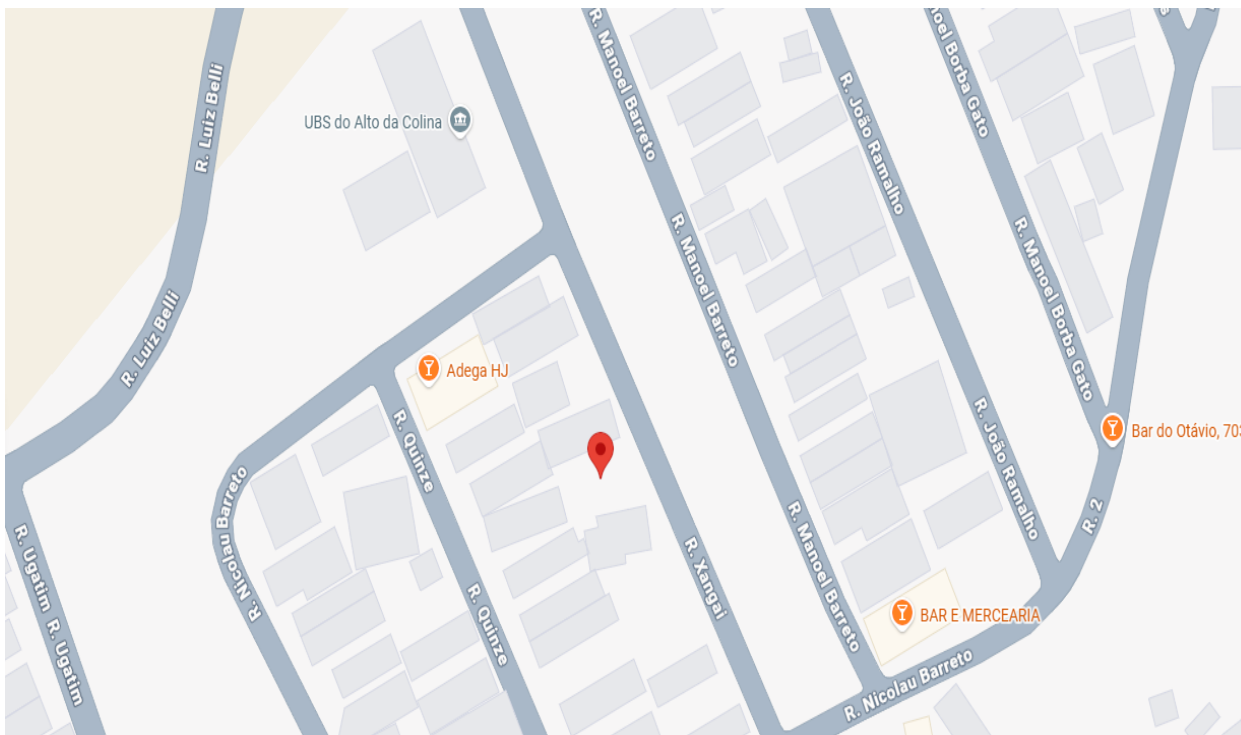 R. Luiz Belli
UBS do Alto da Colina
R. Manoel Barreto
R. João Ramalho
Manoel Borba Gato
R. Manoel Barreto
R. Manoel Borba Gato
R. Luiz Belli
Adega HJ
R. Quinze
R. João Ramalho
Bar do Otávio, 703
R. Nicolau Barreto
R. 2
R. Ugatim
R. Ugatim
R. Xangai
R. Manoel Barreto
R. Quinze
BAR E MERCEARIA
R. Nicolau Barreto